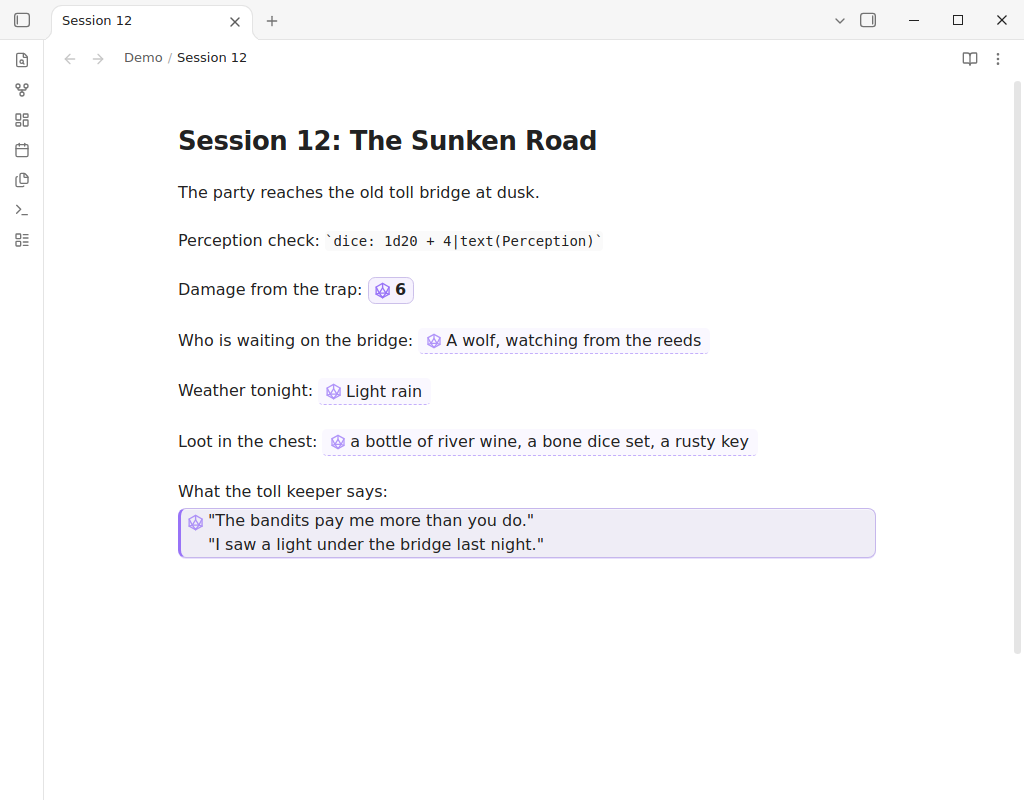 Session 12
Demo / Session 12
Session 12: The Sunken Road
The party reaches the old toll bridge at dusk.
Perception check: `dice: 1d20 + 4|text(Perception)`
Damage from the trap: 6
Who is waiting on the bridge: A wolf, watching from the reeds
Weather tonight: Light rain
Loot in the chest: a bottle of river wine, a bone dice set, a rusty key
What the toll keeper says:
"The bandits pay me more than you do."
"I saw a light under the bridge last night."